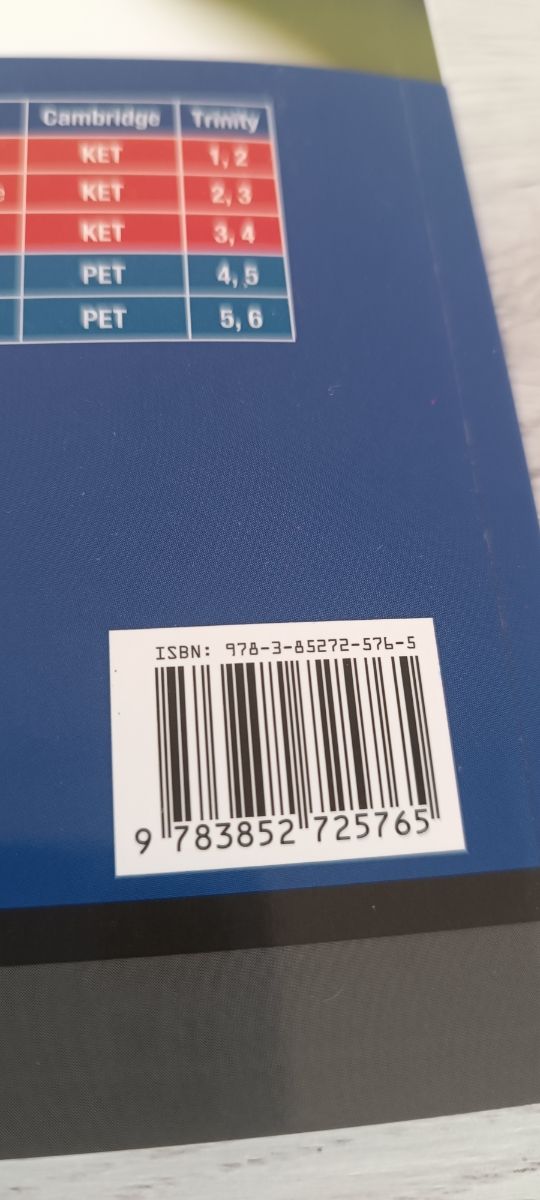 Cambridge Trinity
KET 1, 2
e KET 2, 3
KET 3, 4
PET 4, 5
PET 5, 6
ISBN: 978-3-85272-576-5
9 783852 725765